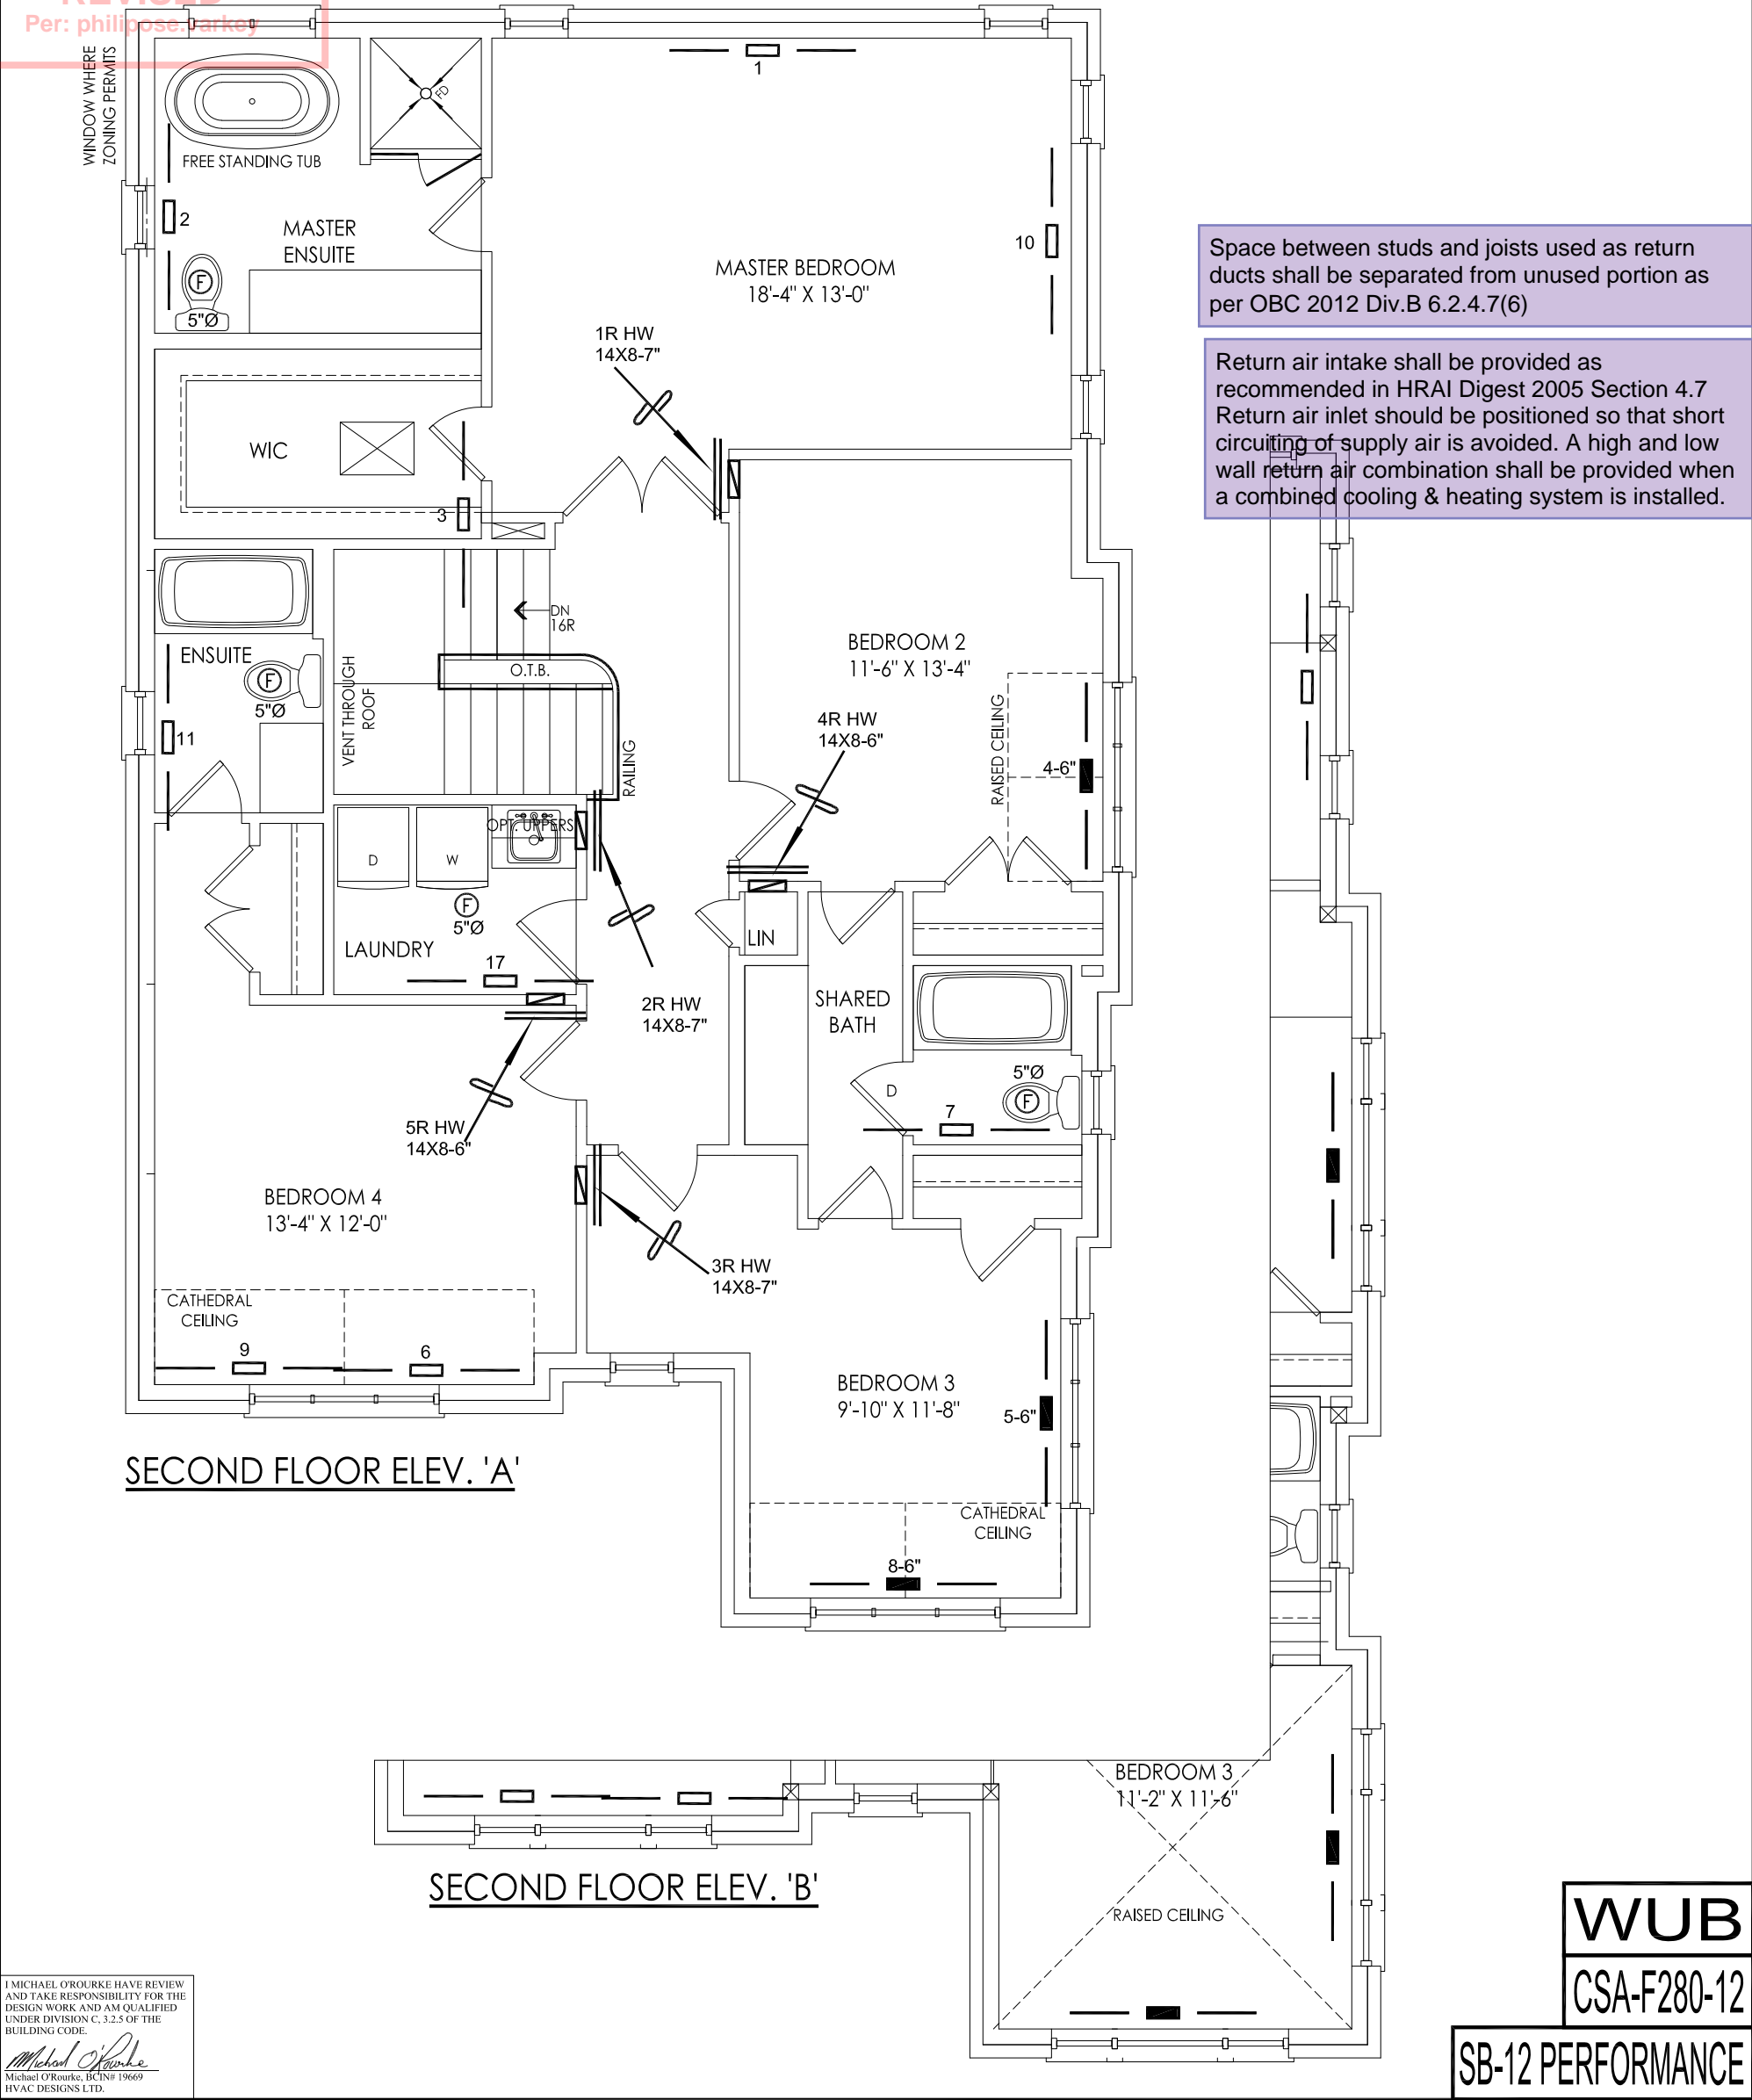 REVISED
Per: philipose.varkey
WINDOW WHERE
ZONING PERMITS
1
FD
FREE STANDING TUB
2
MASTER
ENSUITE
F
5"Ø
MASTER BEDROOM
18'-4" X 13'-0"
10
1R HW
14X8-7"
WIC
3
Space between studs and joists used as return
ducts shall be separated from unused portion as
per OBC 2012 Div.B 6.2.4.7(6)
Return air intake shall be provided as
recommended in HRAI Digest 2005 Section 4.7
Return air inlet should be positioned so that short
circuiting of supply air is avoided. A high and low
wall return air combination shall be provided when
a combined cooling & heating system is installed.
DN
16R
O.T.B.
ENSUITE
F
5"Ø
11
VENT THROUGH
ROOF
RAILING
BEDROOM 2
11'-6" X 13'-4"
4R HW
14X8-6"
RAISED CEILING
4-6"
OPT. UPPERS
D
W
F
5"Ø
LAUNDRY
17
LIN
2R HW
14X8-7"
SHARED
BATH
5"Ø
F
D
7
5R HW
14X8-6"
BEDROOM 4
13'-4" X 12'-0"
3R HW
14X8-7"
CATHEDRAL
CEILING
9
6
BEDROOM 3
9'-10" X 11'-8"
5-6"
CATHEDRAL
CEILING
8-6"
SECOND FLOOR ELEV. 'A'
BEDROOM 3
11'-2" X 11'-6"
RAISED CEILING
SECOND FLOOR ELEV. 'B'
WUB
CSA-F280-12
SB-12 PERFORMANCE
I MICHAEL O'ROURKE HAVE REVIEW
AND TAKE RESPONSIBILITY FOR THE
DESIGN WORK AND AM QUALIFIED
UNDER DIVISION C, 3.2.5 OF THE
BUILDING CODE.
Michael O'Rourke
Michael O'Rourke, BCIN# 19669
HVAC DESIGNS LTD.